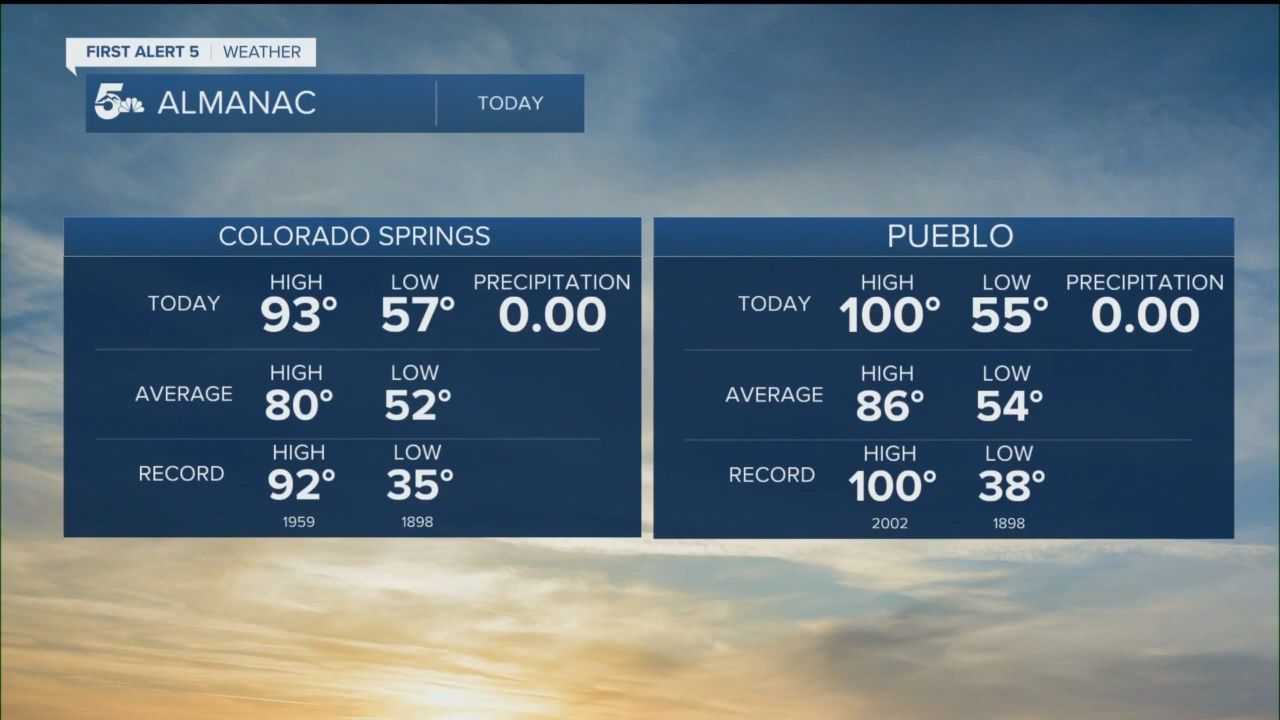 FIRST ALERT 5 | WEATHER
5 ALMANAC TODAY
COLORADO SPRINGS
HIGH LOW PRECIPITATION
TODAY 93° 57° 0.00
HIGH LOW
AVERAGE 80° 52°
HIGH LOW
RECORD 92° 35°
1959 1898
PUEBLO
HIGH LOW PRECIPITATION
TODAY 100° 55° 0.00
HIGH LOW
AVERAGE 86° 54°
HIGH LOW
RECORD 100° 38°
2002 1898